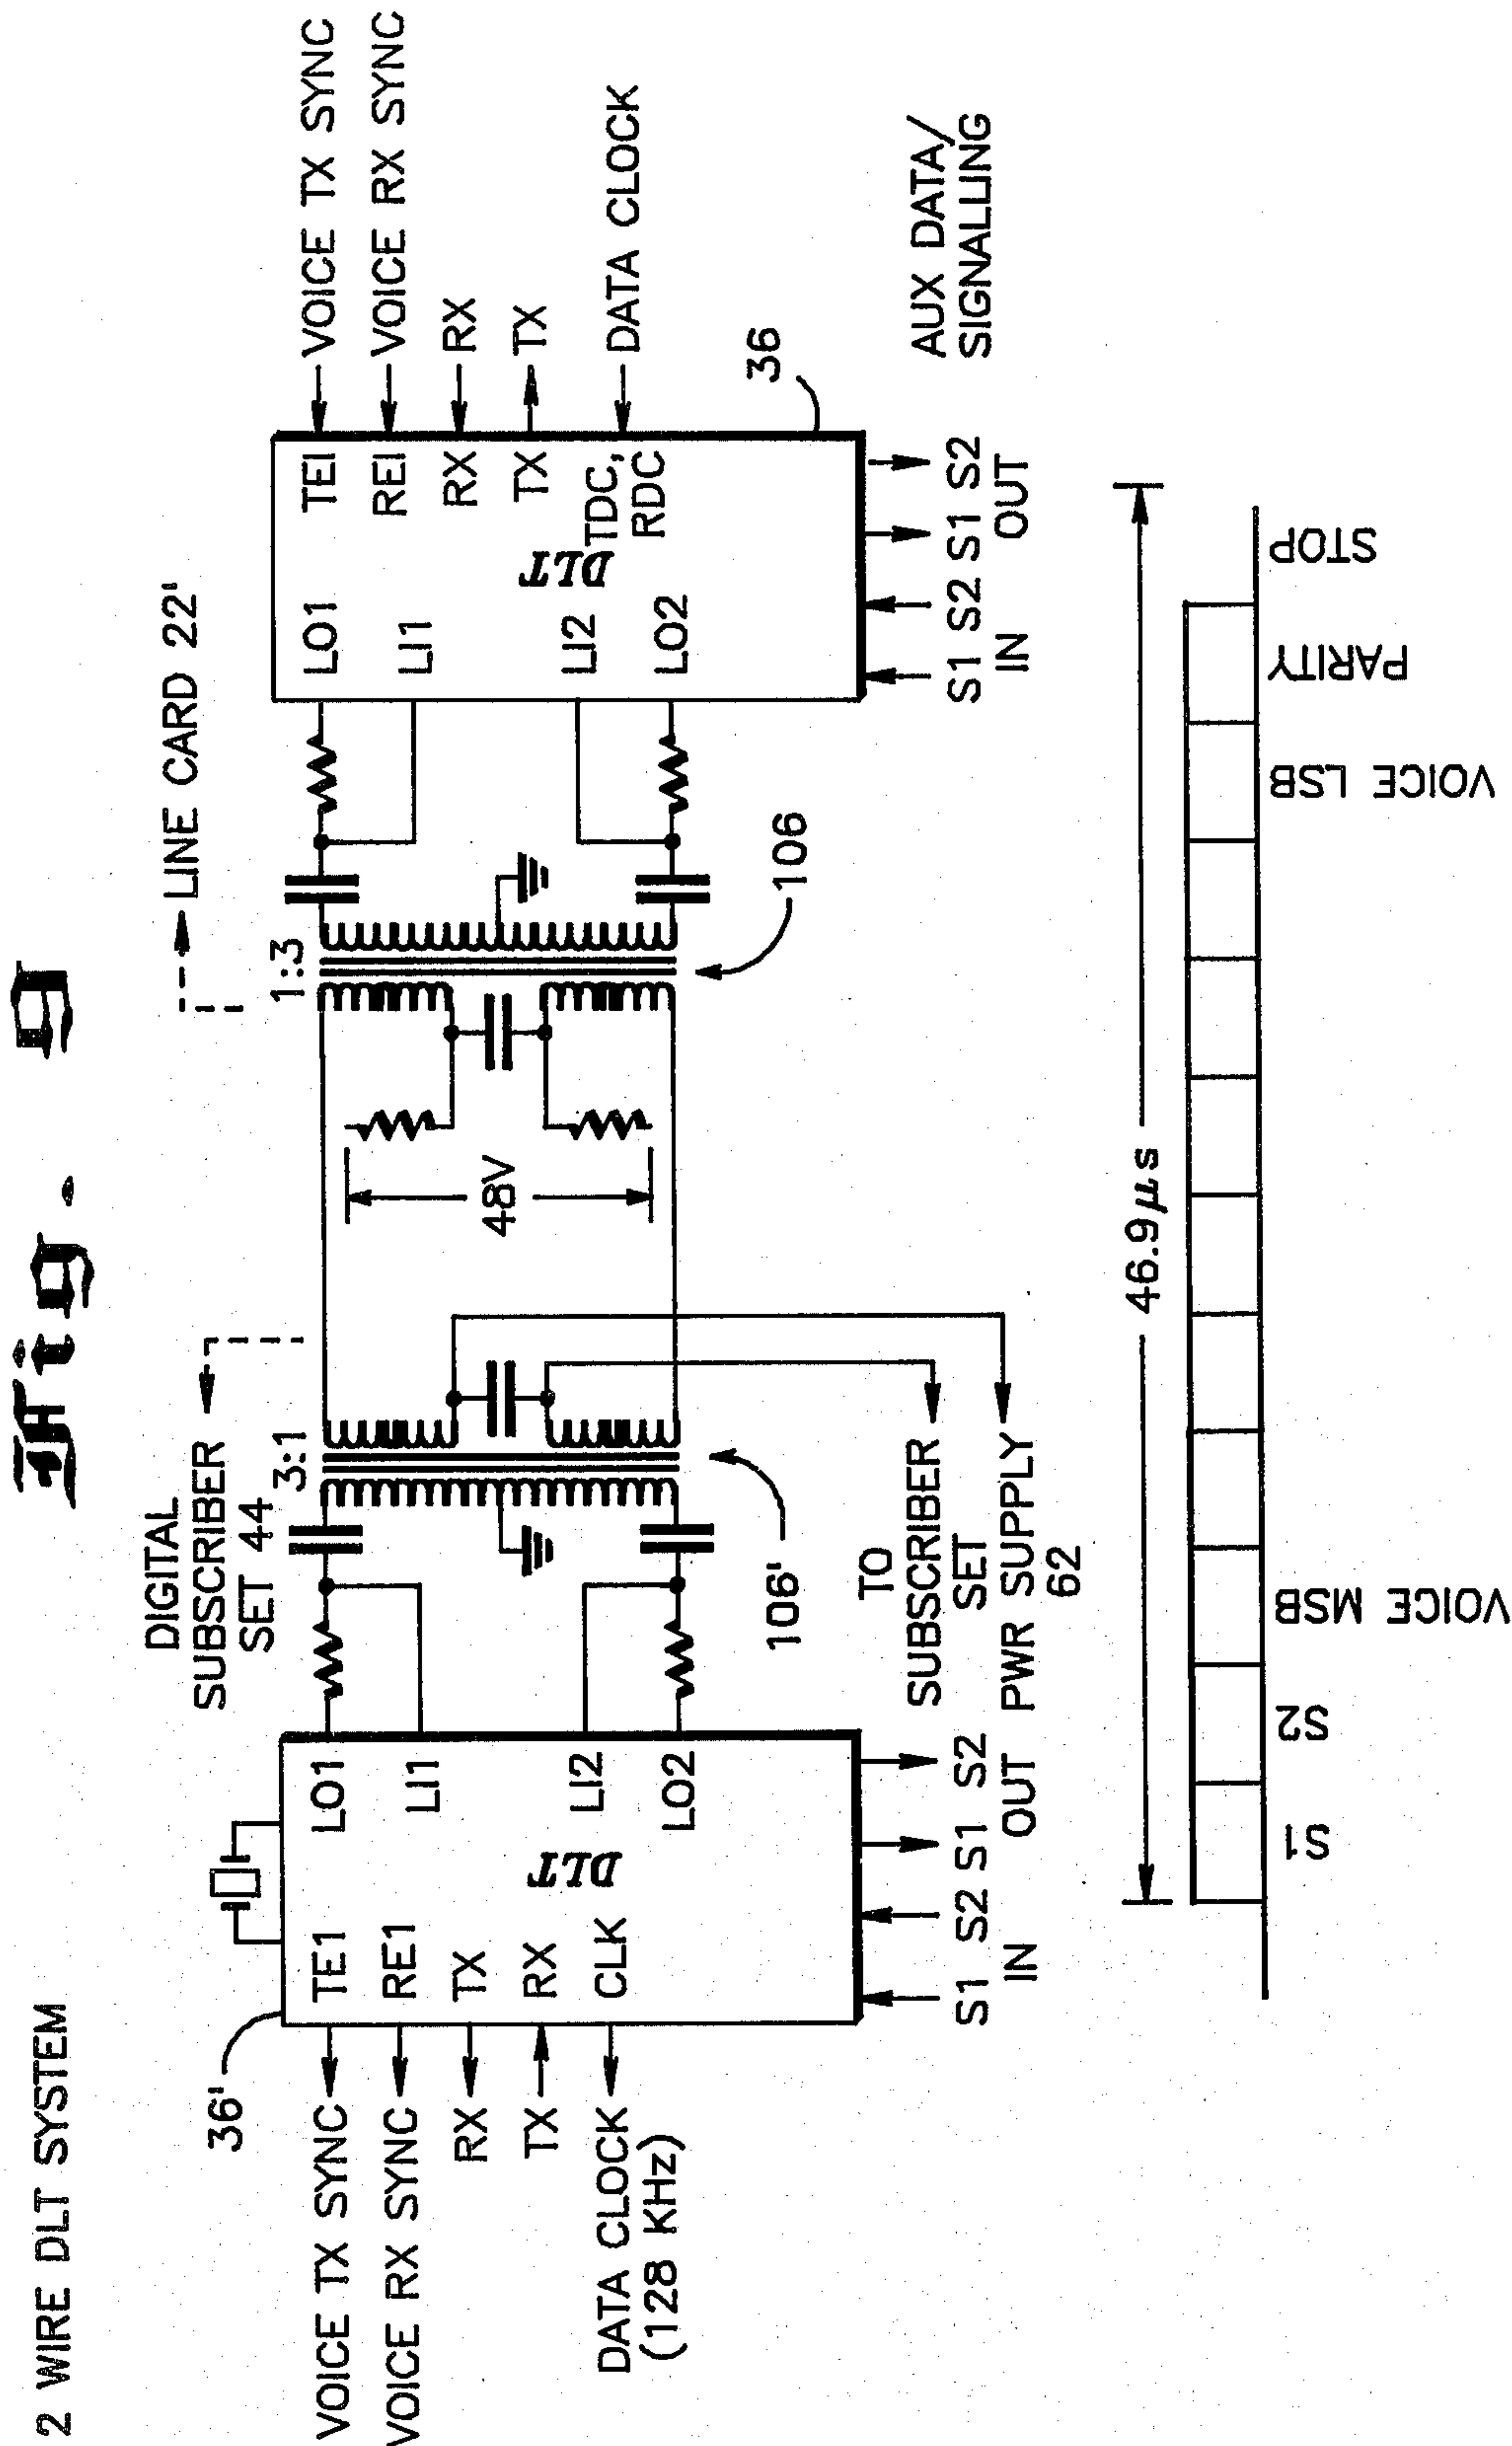 Fig. 9
2 WIRE DLT SYSTEM
DIGITAL
SUBSCRIBER
SET 44
LINE CARD 22'
36'
3:1
1:3
VOICE TX SYNC
VOICE RX SYNC
RX
TX
DATA CLOCK
(128 KHz)
TE1
RE1
TX
RX
CLK
DLT
LO1
LI1
LI2
LO2
48V
LO1
LI1
LI2
LO2
DLT
TEI
REI
RX
TX
TDC,
RDC
VOICE TX SYNC
VOICE RX SYNC
RX
TX
DATA CLOCK
36
106'
106
S1 S2 S1 S2
IN OUT
TO
SUBSCRIBER
SET
PWR SUPPLY
62
S1 S2 S1 S2
IN OUT
AUX DATA/
SIGNALLING
46.9μs
S1
S2
VOICE MSB
VOICE LSB
PARITY
STOP